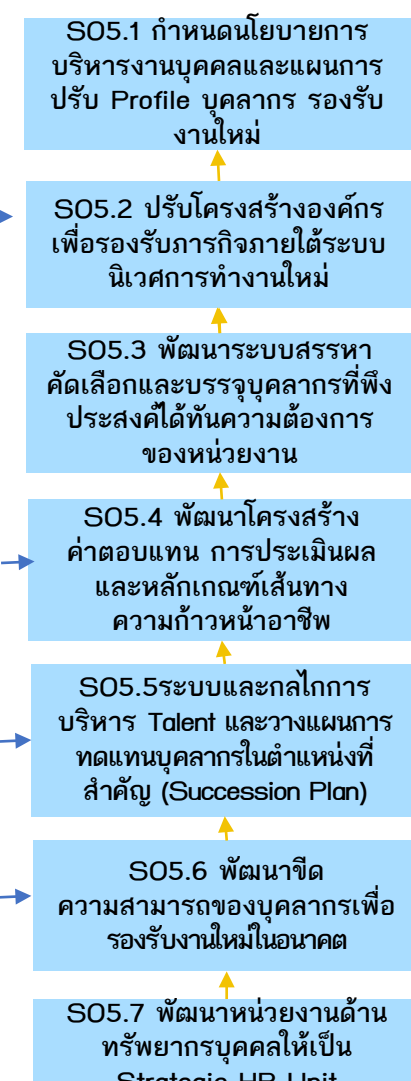 SO5.1 กำหนดนโยบายการ
บริหารงานบุคคลและแผนการ
ปรับ Profile บุคลากร รองรับ
งานใหม่
SO5.2 ปรับโครงสร้างองค์กร
เพื่อรองรับภารกิจภายใต้ระบบ
นิเวศการทำงานใหม่
SO5.3 พัฒนาระบบสรรหา
คัดเลือกและบรรจุบุคลากรที่พึง
ประสงค์ได้ทันความต้องการ
ของหน่วยงาน
SO5.4 พัฒนาโครงสร้าง
ค่าตอบแทน การประเมินผล
และหลักเกณฑ์เส้นทาง
ความก้าวหน้าอาชีพ
SO5.5ระบบและกลไกการ
บริหาร Talent และวางแผนการ
ทดแทนบุคลากรในตำแหน่งที่
สำคัญ (Succession Plan)
SO5.6 พัฒนาขีด
ความสามารถของบุคลากรเพื่อ
รองรับงานใหม่ในอนาคต
SO5.7 พัฒนาหน่วยงานด้าน
ทรัพยากรบุคคลให้เป็น
Strategic HR Unit